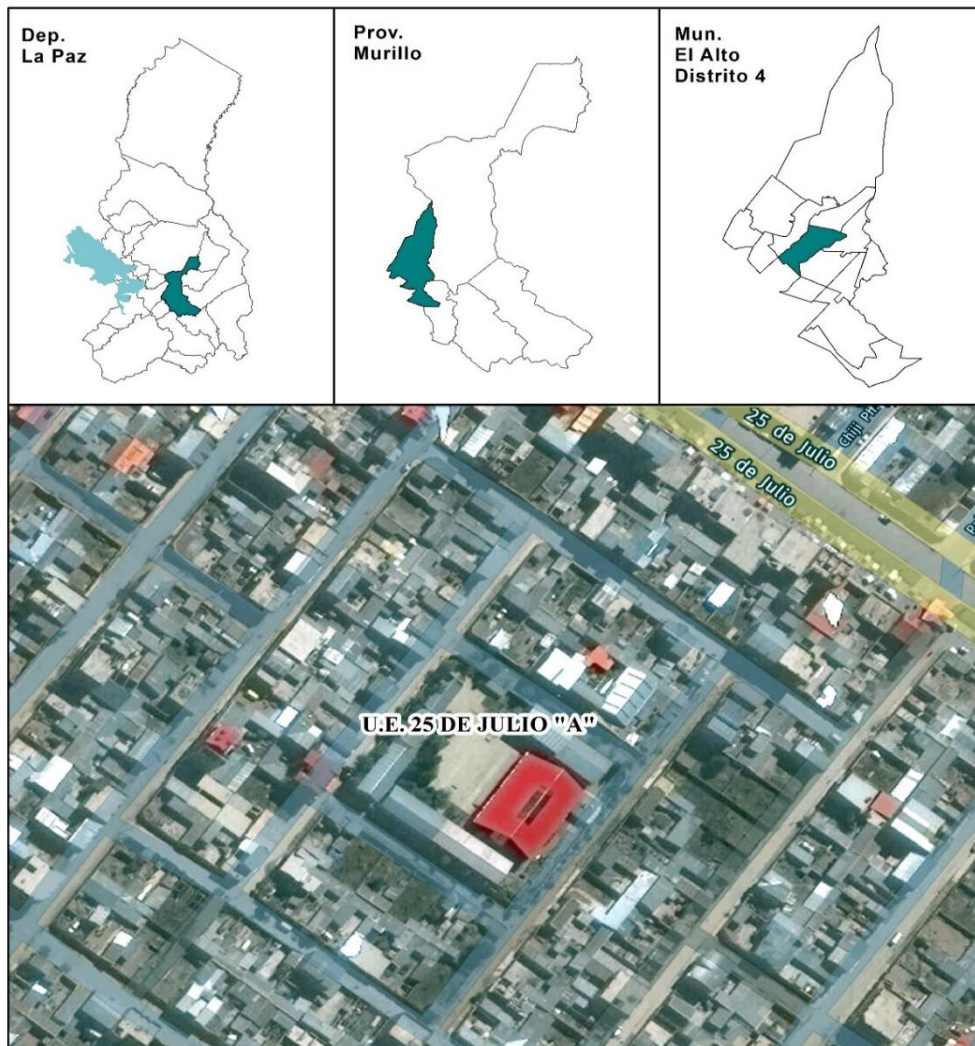 Dep.
La Paz
Prov.
Murillo
Mun.
El Alto
Distrito 4
25 de Julio
25 de Julio
Chiji
U.E. 25 DE JULIO "A"